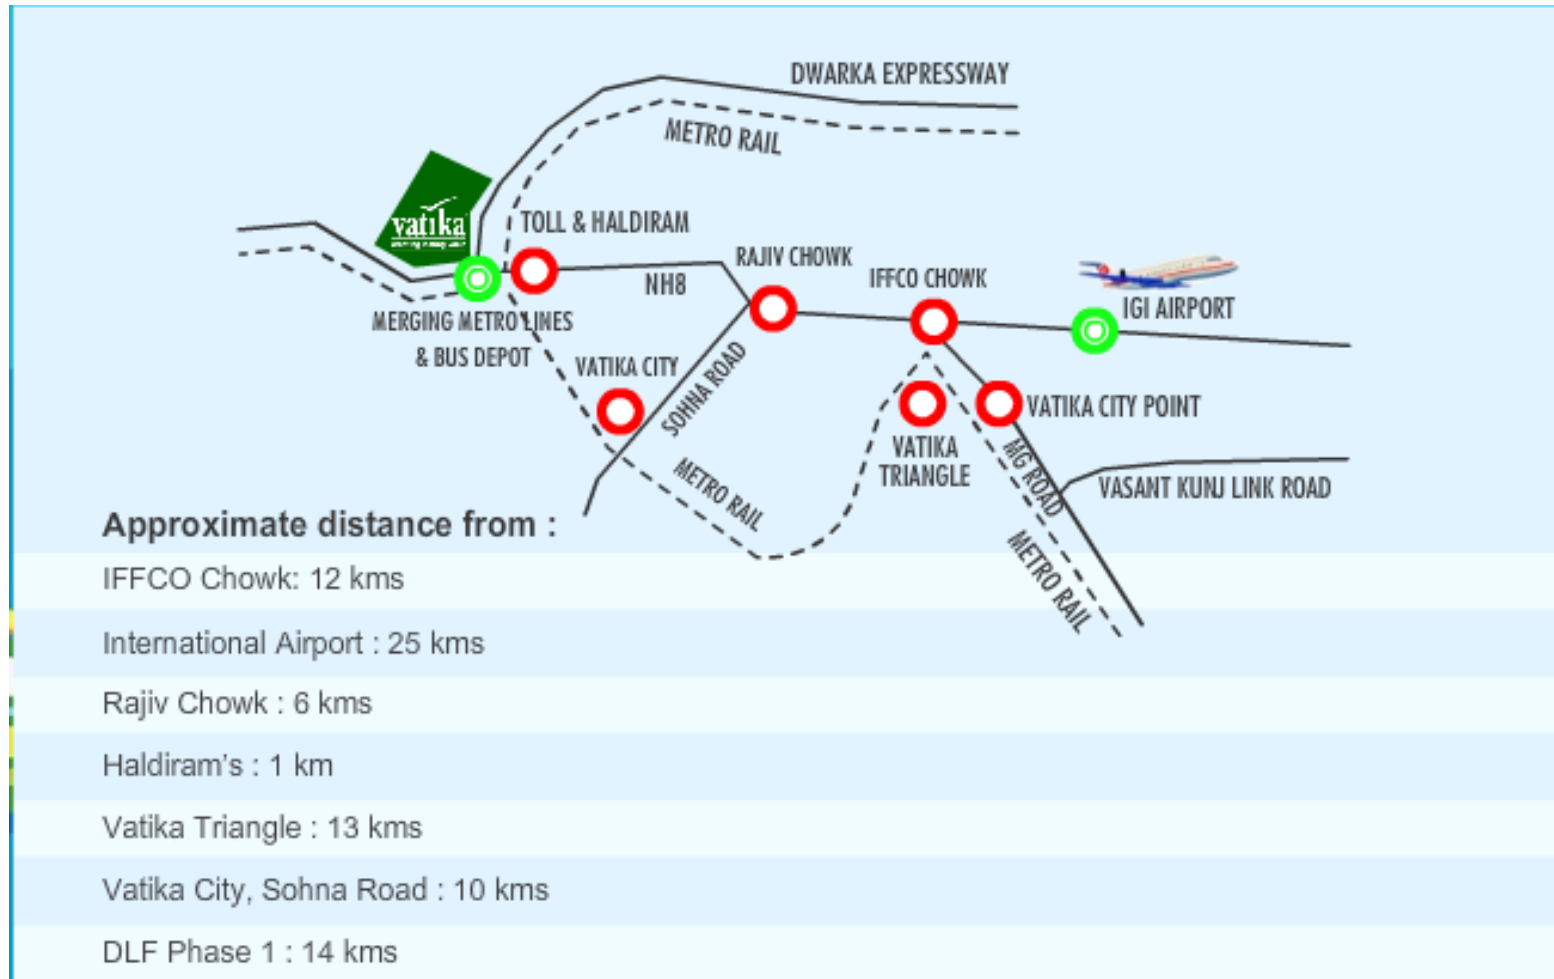 DWARKA EXPRESSWAY
METRO RAIL
vatika
TOLL & HALDIRAM
RAJIV CHOWK
IFFCO CHOWK
NH8
IGI AIRPORT
MERGING METRO LINES
& BUS DEPOT
VATIKA CITY
SOHNA ROAD
VATIKA CITY POINT
VATIKA
TRIANGLE
MG ROAD
METRO RAIL
VASANT KUNJ LINK ROAD
METRO RAIL
Approximate distance from :
IFFCO Chowk: 12 kms
International Airport : 25 kms
Rajiv Chowk : 6 kms
Haldiram's : 1 km
Vatika Triangle : 13 kms
Vatika City, Sohna Road : 10 kms
DLF Phase 1 : 14 kms